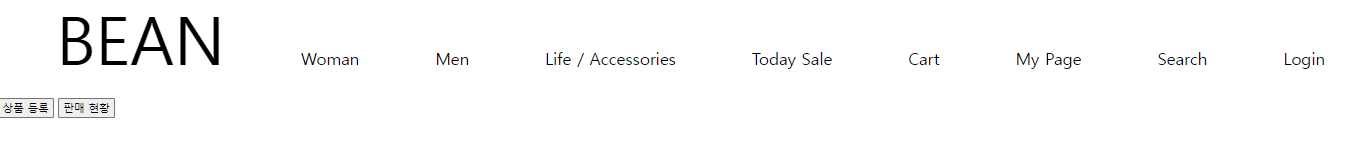 BEAN Woman Men Life / Accessories Today Sale Cart My Page Search Login
상품 등록 판매 현황